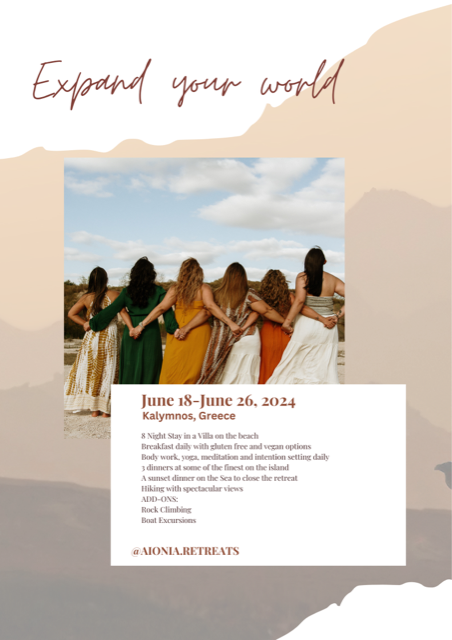 Expand your world
June 18-June 26, 2024
Kalymnos, Greece
8 Night Stay in a Villa on the beach
Breakfast daily with gluten free and vegan options
Body work, yoga, meditation and intention setting daily
3 dinners at some of the finest on the island
A sunset dinner on the Sea to close the retreat
Hiking with spectacular views
ADD-ONS:
Rock Climbing
Boat Excursions
@AIONIA.RETREATS